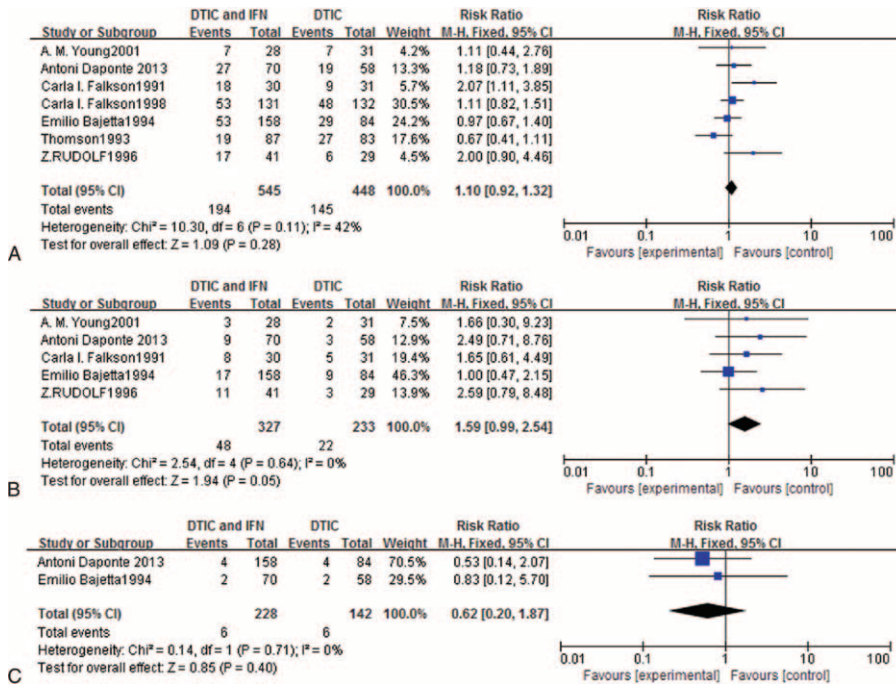 DTIC and IFN DTIC Risk Ratio Risk Ratio
Study or Subgroup Events Total Events Total Weight M-H, Fixed, 95% CI M-H, Fixed, 95% CI
A. M. Young2001 7 28 7 31 4.2% 1.11 [0.44, 2.76]
Antoni Daponte 2013 27 70 19 58 13.3% 1.18 [0.73, 1.89]
Carla I. Falkson1991 18 30 9 31 5.7% 2.07 [1.11, 3.85]
Carla I. Falkson1998 53 131 48 132 30.5% 1.11 [0.82, 1.51]
Emilio Bajetta1994 53 158 29 84 24.2% 0.97 [0.67, 1.40]
Thomson1993 19 87 27 83 17.6% 0.67 [0.41, 1.11]
Z.RUDOLF1996 17 41 6 29 4.5% 2.00 [0.90, 4.46]
Total (95% CI) 545 448 100.0% 1.10 [0.92, 1.32]
Total events 194 145
Heterogeneity: Chi² = 10.30, df = 6 (P = 0.11); I² = 42%
Test for overall effect: Z = 1.09 (P = 0.28)
0.01 0.1 1 10 100
Favours [experimental] Favours [control]
A
DTIC and IFN DTIC Risk Ratio Risk Ratio
Study or Subgroup Events Total Events Total Weight M-H, Fixed, 95% CI M-H, Fixed, 95% CI
A. M. Young2001 3 28 2 31 7.5% 1.66 [0.30, 9.23]
Antoni Daponte 2013 9 70 3 58 12.9% 2.49 [0.71, 8.76]
Carla I. Falkson1991 8 30 5 31 19.4% 1.65 [0.61, 4.49]
Emilio Bajetta1994 17 158 9 84 46.3% 1.00 [0.47, 2.15]
Z.RUDOLF1996 11 41 3 29 13.9% 2.59 [0.79, 8.48]
Total (95% CI) 327 233 100.0% 1.59 [0.99, 2.54]
Total events 48 22
Heterogeneity: Chi² = 2.54, df = 4 (P = 0.64); I² = 0%
Test for overall effect: Z = 1.94 (P = 0.05)
0.01 0.1 1 10 100
Favours [experimental] Favours [control]
B
DTIC and IFN DTIC Risk Ratio Risk Ratio
Study or Subgroup Events Total Events Total Weight M-H, Fixed, 95% CI M-H, Fixed, 95% CI
Antoni Daponte 2013 4 158 4 84 70.5% 0.53 [0.14, 2.07]
Emilio Bajetta1994 2 70 2 58 29.5% 0.83 [0.12, 5.70]
Total (95% CI) 228 142 100.0% 0.62 [0.20, 1.87]
Total events 6 6
Heterogeneity: Chi² = 0.14, df = 1 (P = 0.71); I² = 0%
Test for overall effect: Z = 0.85 (P = 0.40)
0.01 0.1 1 10 100
Favours [experimental] Favours [control]
C